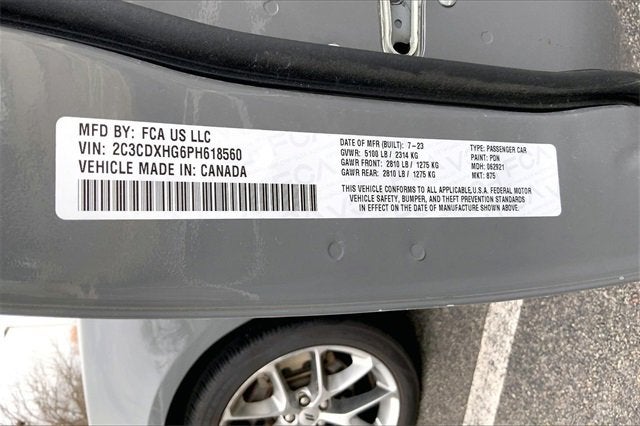 MFD BY: FCA US LLC
VIN: 2C3CDXHG6PH618560
VEHICLE MADE IN: CANADA
DATE OF MFR (BUILT): 7-23
GVWR: 5100 LB / 2314 KG
GAWR FRONT: 2810 LB / 1275 KG
GAWR REAR: 2810 LB / 1275 KG
TYPE: PASSENGER CAR
PAINT: PDN
MDH: 062921
MKT: 875
THIS VEHICLE CONFORMS TO ALL APPLICABLE U.S.A. FEDERAL MOTOR
VEHICLE SAFETY, BUMPER, AND THEFT PREVENTION STANDARDS
IN EFFECT ON THE DATE OF MANUFACTURE SHOWN ABOVE.